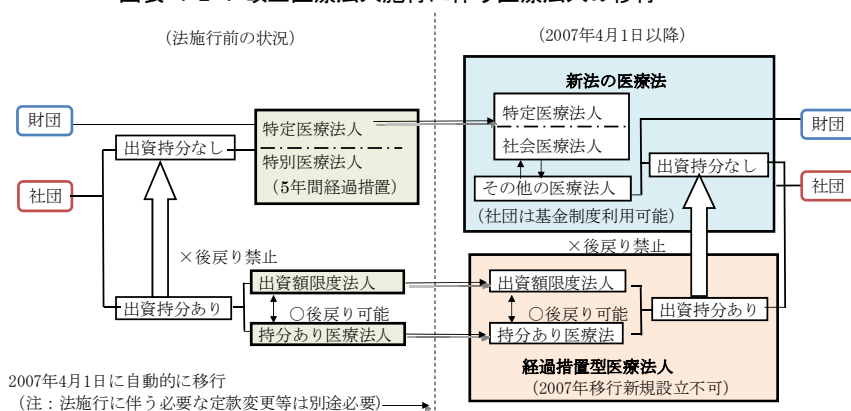 (法施行前の状況)
(2007年4月1日以降)
新法の医療法
財団
特定医療法人
特別医療法人
(5年間経過措置)
出資持分なし
社団
特定医療法人
社会医療法人
その他の医療法人
(社団は基金制度利用可能)
出資持分なし
財団
社団
×後戻り禁止
×後戻り禁止
出資持分あり
出資額限度法人
○後戻り可能
持分あり医療法人
出資額限度法人
○後戻り可能
持分あり医療法
出資持分あり
経過措置型医療法人
(2007年移行新規設立不可)
2007年4月1日に自動的に移行
(注:法施行に伴う必要な定款変更等は別途必要)